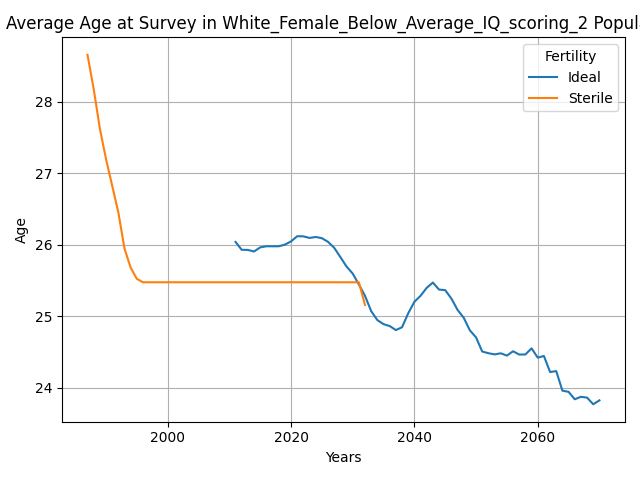 Average Age at Survey in White_Female_Below_Average_IQ_scoring_2 Popul
Fertility
Ideal
Sterile
28
27
26
25
24
Age
2000
2020
2040
2060
Years